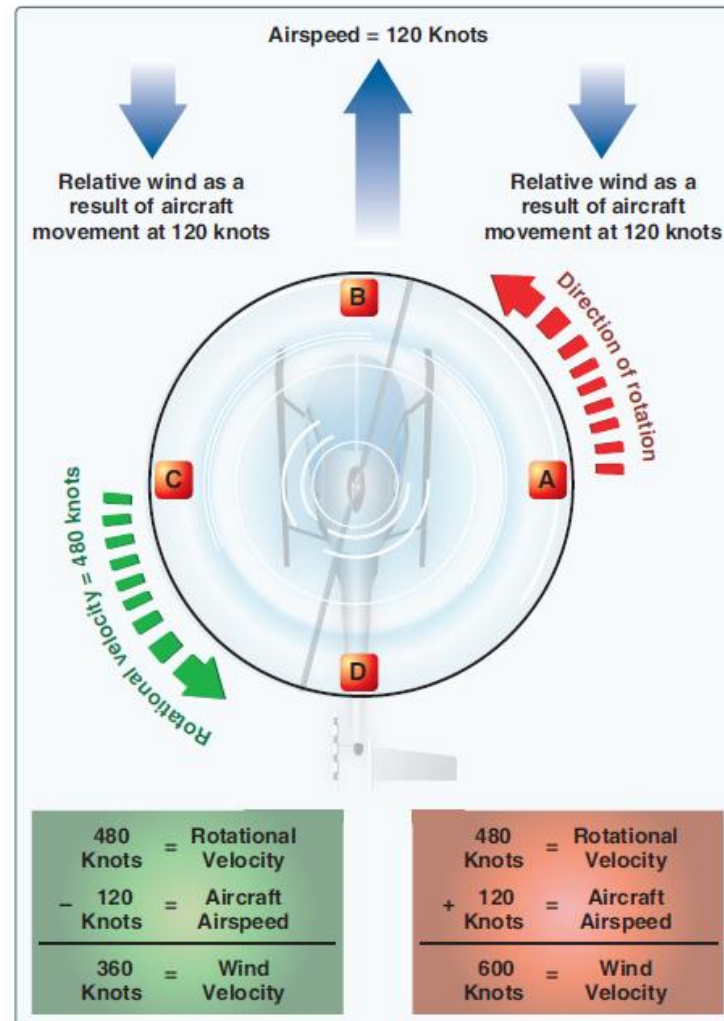 Airspeed = 120 Knots
Relative wind as a
result of aircraft
movement at 120 knots
Relative wind as a
result of aircraft
movement at 120 knots
B
Direction of rotation
C
A
Rotational velocity = 480 knots
D
480 Knots = Rotational Velocity
– 120 Knots = Aircraft Airspeed
360 Knots = Wind Velocity
480 Knots = Rotational Velocity
+ 120 Knots = Aircraft Airspeed
600 Knots = Wind Velocity